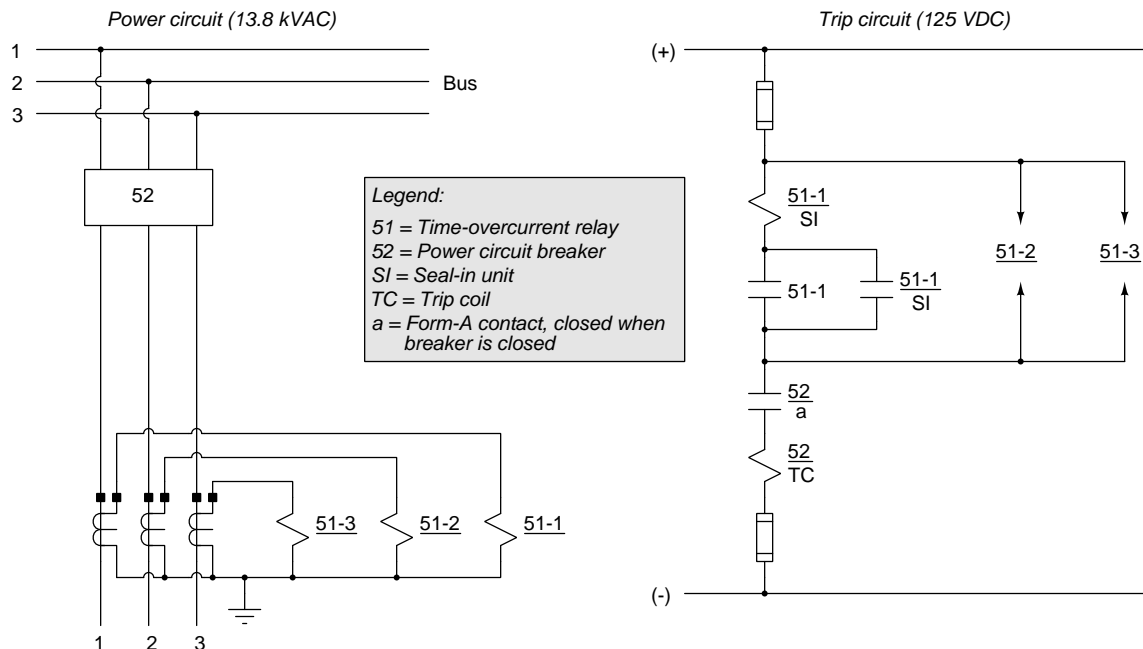 Power circuit (13.8 kVAC)
1
2
Bus
3
52
Legend:
51 = Time-overcurrent relay
52 = Power circuit breaker
SI = Seal-in unit
TC = Trip coil
a = Form-A contact, closed when
breaker is closed
51-3
51-2
51-1
1
2
3
Trip circuit (125 VDC)
(+)
51-1
SI
51-1
51-1
SI
51-2
51-3
52
a
52
TC
(-)